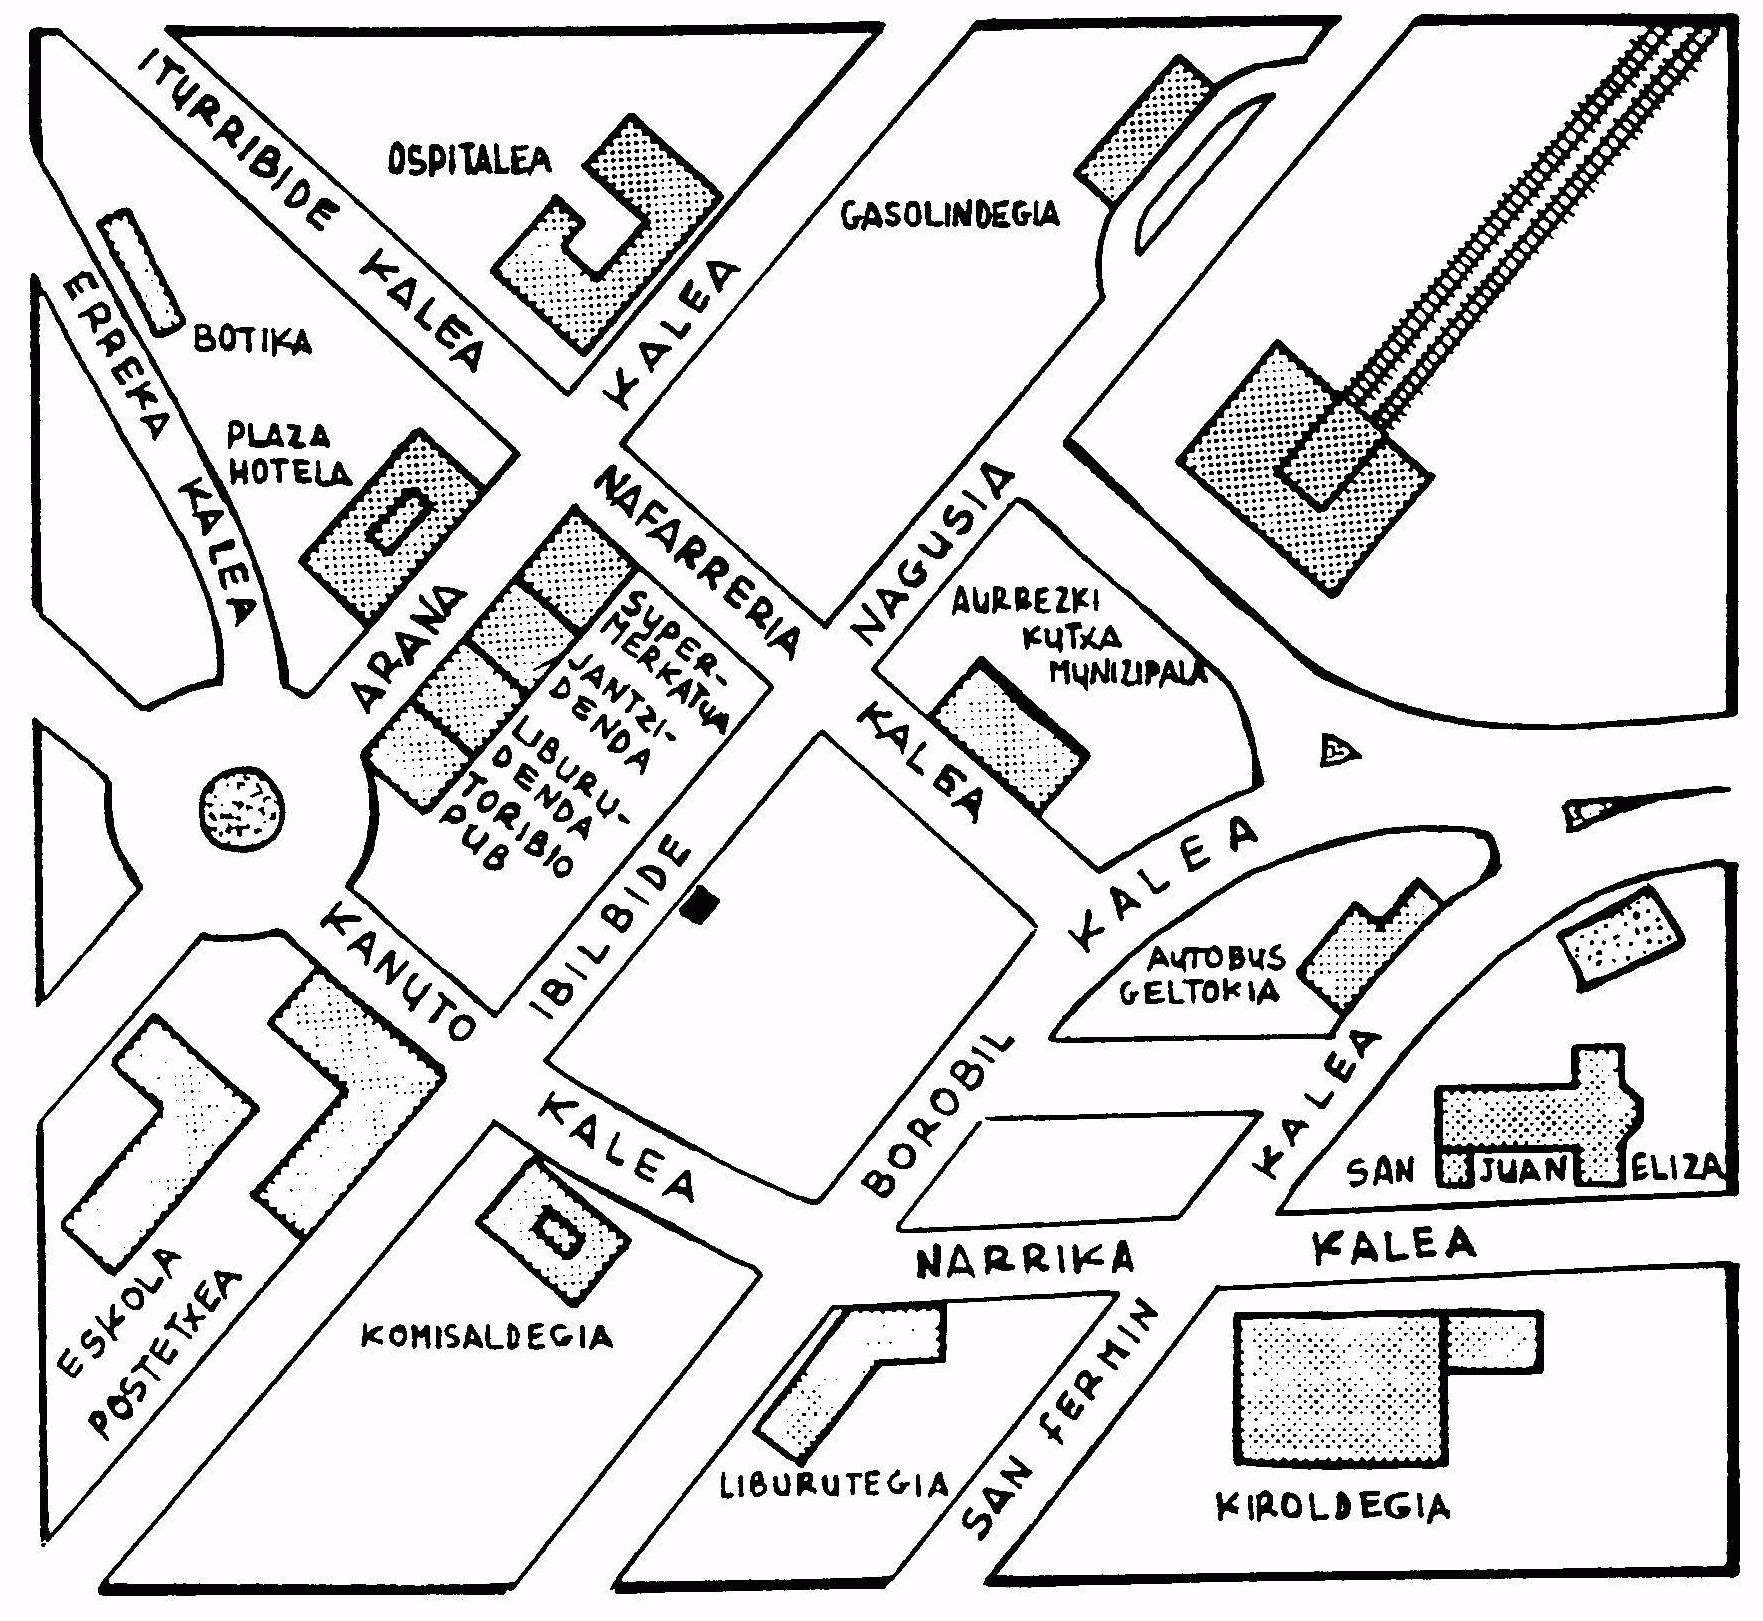 ITURRIBIDE KALEA
OSPITALEA
KALEA
GASOLINDEGIA
ERREKA KALEA
BOTIKA
PLAZA
HOTELA
ARANA
NAFARRERIA
KALEA
NAGUSIA
SUPER-
MERKATUA
JANTZI-
DENDA
LIBURU-
DENDA
TORIBIO
PUB
AURREZKI
KUTXA
MUNIZIPALA
KALEA
IBILBIDE
KANUTO
KALEA
AUTOBUS
GELTOKIA
BOROBIL
KALEA
SAN JUAN ELIZA
NARRIKA
KALEA
ESKOLA
POSTETXEA
KOMISALDEGIA
LIBURUTEGIA
SAN FERMIN
KIROLDEGIA